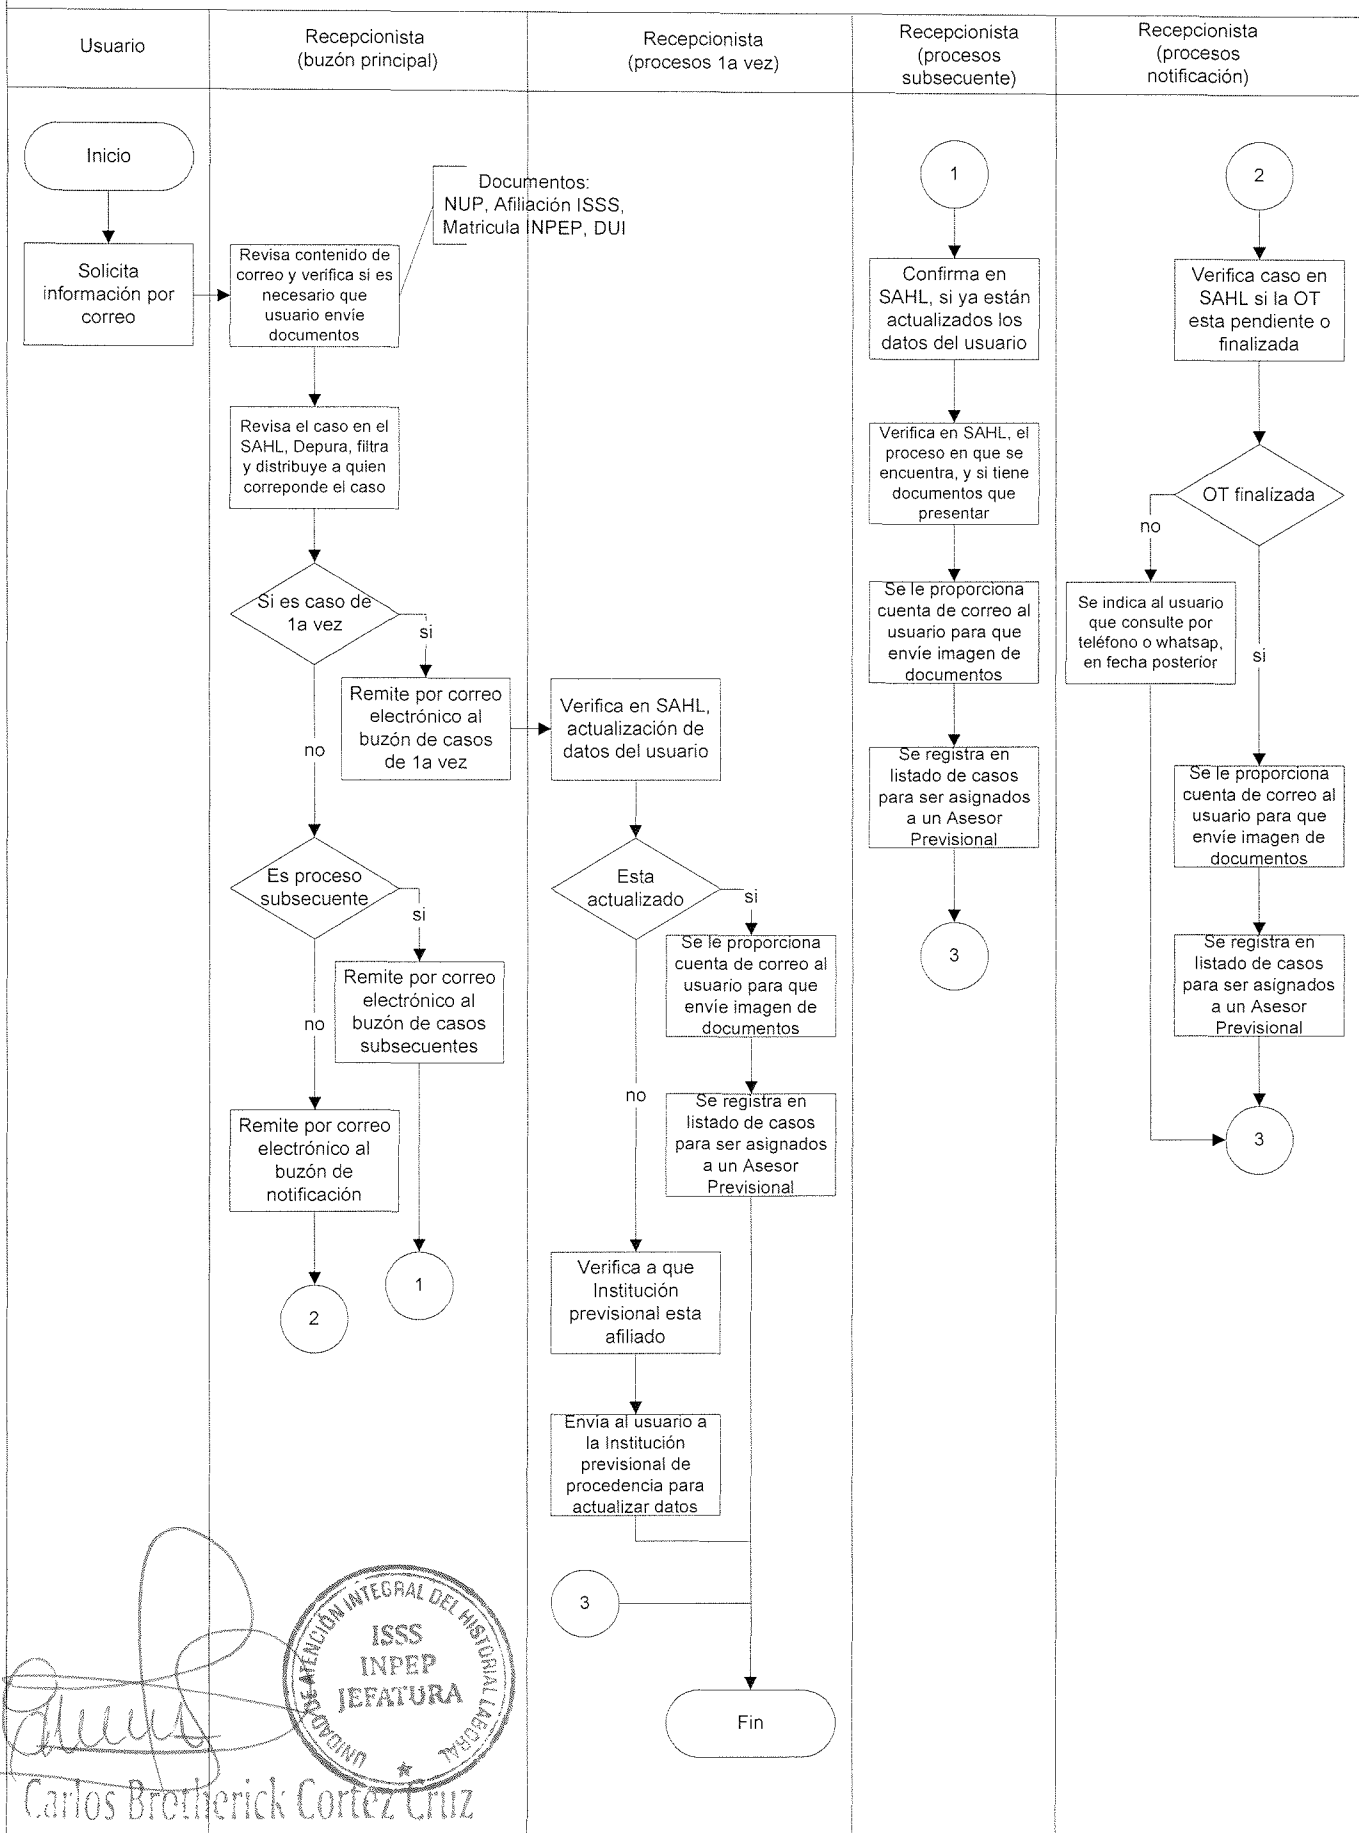 Usuario
Recepcionista
(buzón principal)
Recepcionista
(procesos 1a vez)
Recepcionista
(procesos
subsecuente)
Recepcionista
(procesos
notificación)
Inicio
Solicita
información por
correo
Revisa contenido de
correo y verifica si es
necesario que
usuario envíe
documentos
Documentos:
NUP, Afiliación ISSS,
Matricula INPEP, DUI
Revisa el caso en el
SAHL, Depura, filtra
y distribuye a quien
correponde el caso
Si es caso de
1a vez
si
no
Remite por correo
electrónico al
buzón de casos
de 1a vez
Es proceso
subsecuente
si
no
Remite por correo
electrónico al
buzón de casos
subsecuentes
Remite por correo
electrónico al
buzón de
notificación
1
2
Verifica en SAHL,
actualización de
datos del usuario
Esta
actualizado
si
no
Se le proporciona
cuenta de correo al
usuario para que
envíe imagen de
documentos
Se registra en
listado de casos
para ser asignados
a un Asesor
Previsional
Verifica a que
Institución
previsional esta
afiliado
Envia al usuario a
la Institución
previsional de
procedencia para
actualizar datos
3
Fin
1
Confirma en
SAHL, si ya están
actualizados los
datos del usuario
Verifica en SAHL, el
proceso en que se
encuentra, y si tiene
documentos que
presentar
Se le proporciona
cuenta de correo al
usuario para que
envíe imagen de
documentos
Se registra en
listado de casos
para ser asignados
a un Asesor
Previsional
3
2
Verifica caso en
SAHL si la OT
esta pendiente o
finalizada
OT finalizada
no
si
Se indica al usuario
que consulte por
teléfono o whatsap,
en fecha posterior
Se le proporciona
cuenta de correo al
usuario para que
envíe imagen de
documentos
Se registra en
listado de casos
para ser asignados
a un Asesor
Previsional
3
UNIDAD DE ATENCIÓN INTEGRAL DEL HISTORIAL LABORAL
ISSS
INPEP
JEFATURA
Carlos Bretherick Cortéz Cruz